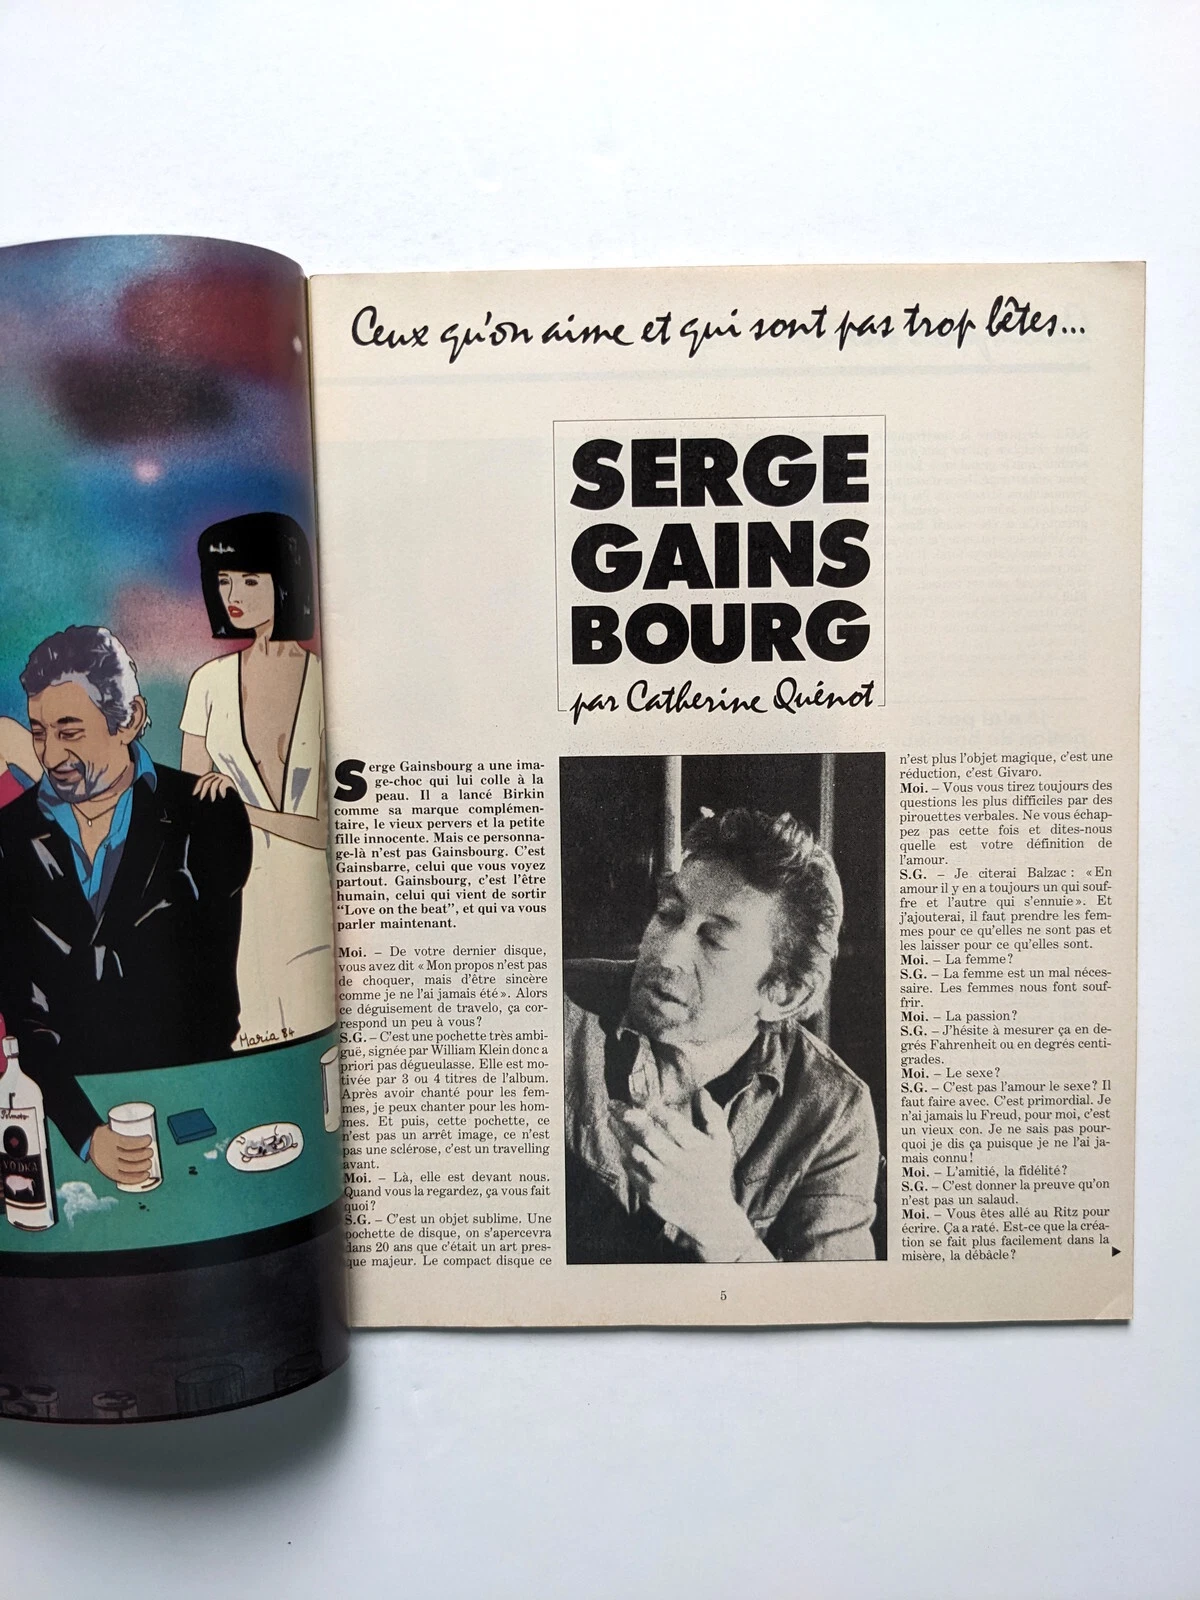 Maria 84
VODKA
Ceux qu'on aime et qui sont pas trop bêtes...
SERGE
GAINS
BOURG
par Catherine Quénot
Serge Gainsbourg a une ima-
ge-choc qui lui colle à la
peau. Il a lancé Birkin
comme sa marque complémen-
taire, le vieux pervers et la petite
fille innocente. Mais ce personna-
ge-là n'est pas Gainsbourg. C'est
Gainsbarre, celui que vous voyez
partout. Gainsbourg, c'est l'être
humain, celui qui vient de sortir
"Love on the beat", et qui va vous
parler maintenant.
Moi. – De votre dernier disque,
vous avez dit « Mon propos n'est pas
de choquer, mais d'être sincère
comme je ne l'ai jamais été ». Alors
ce déguisement de travelo, ça cor-
respond un peu à vous ?
S.G. – C'est une pochette très ambi-
guë, signée par William Klein donc a
priori pas dégueulasse. Elle est mo-
tivée par 3 ou 4 titres de l'album.
Après avoir chanté pour les fem-
mes, je peux chanter pour les hom-
mes. Et puis, cette pochette, ce
n'est pas un arrêt image, ce n'est
pas une sclérose, c'est un travelling
avant.
Moi. – Là, elle est devant nous.
Quand vous la regardez, ça vous fait
quoi ?
S.G. – C'est un objet sublime. Une
pochette de disque, on s'apercevra
dans 20 ans que c'était un art pres-
que majeur. Le compact disque ce
n'est plus l'objet magique, c'est une
réduction, c'est Givaro.
Moi. – Vous vous tirez toujours des
questions les plus difficiles par des
pirouettes verbales. Ne vous échap-
pez pas cette fois et dites-nous
quelle est votre définition de
l'amour.
S.G. – Je citerai Balzac : « En
amour il y en a toujours un qui souf-
fre et l'autre qui s'ennuie ». Et
j'ajouterai, il faut prendre les fem-
mes pour ce qu'elles ne sont pas et
les laisser pour ce qu'elles sont.
Moi. – La femme ?
S.G. – La femme est un mal néces-
saire. Les femmes nous font souf-
frir.
Moi. – La passion ?
S.G. – J'hésite à mesurer ça en de-
grés Fahrenheit ou en degrés centi-
grades.
Moi. – Le sexe ?
S.G. – C'est pas l'amour le sexe ? Il
faut faire avec. C'est primordial. Je
n'ai jamais lu Freud, pour moi, c'est
un vieux con. Je ne sais pas pour-
quoi je dis ça puisque je ne l'ai ja-
mais connu !
Moi. – L'amitié, la fidélité ?
S.G. – C'est donner la preuve qu'on
n'est pas un salaud.
Moi. – Vous êtes allé au Ritz pour
écrire. Ça a raté. Est-ce que la créa-
tion se fait plus facilement dans la
misère, la débâcle ?
5